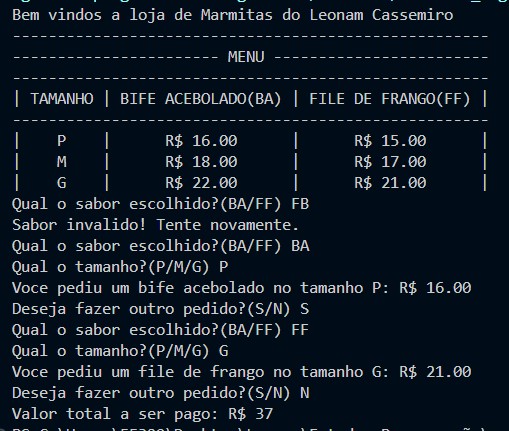 Bem vindos a loja de Marmitas do Leonam Cassemiro
-----------------------------------------------------
----------------------- MENU ------------------------
-----------------------------------------------------
| TAMANHO | BIFE ACEBOLADO(BA) | FILE DE FRANGO(FF) |
-----------------------------------------------------
| P | R$ 16.00 | R$ 15.00 |
| M | R$ 18.00 | R$ 17.00 |
| G | R$ 22.00 | R$ 21.00 |
Qual o sabor escolhido?(BA/FF) FB
Sabor invalido! Tente novamente.
Qual o sabor escolhido?(BA/FF) BA
Qual o tamanho?(P/M/G) P
Voce pediu um bife acebolado no tamanho P: R$ 16.00
Deseja fazer outro pedido?(S/N) S
Qual o sabor escolhido?(BA/FF) FF
Qual o tamanho?(P/M/G) G
Voce pediu um file de frango no tamanho G: R$ 21.00
Deseja fazer outro pedido?(S/N) N
Valor total a ser pago: R$ 37